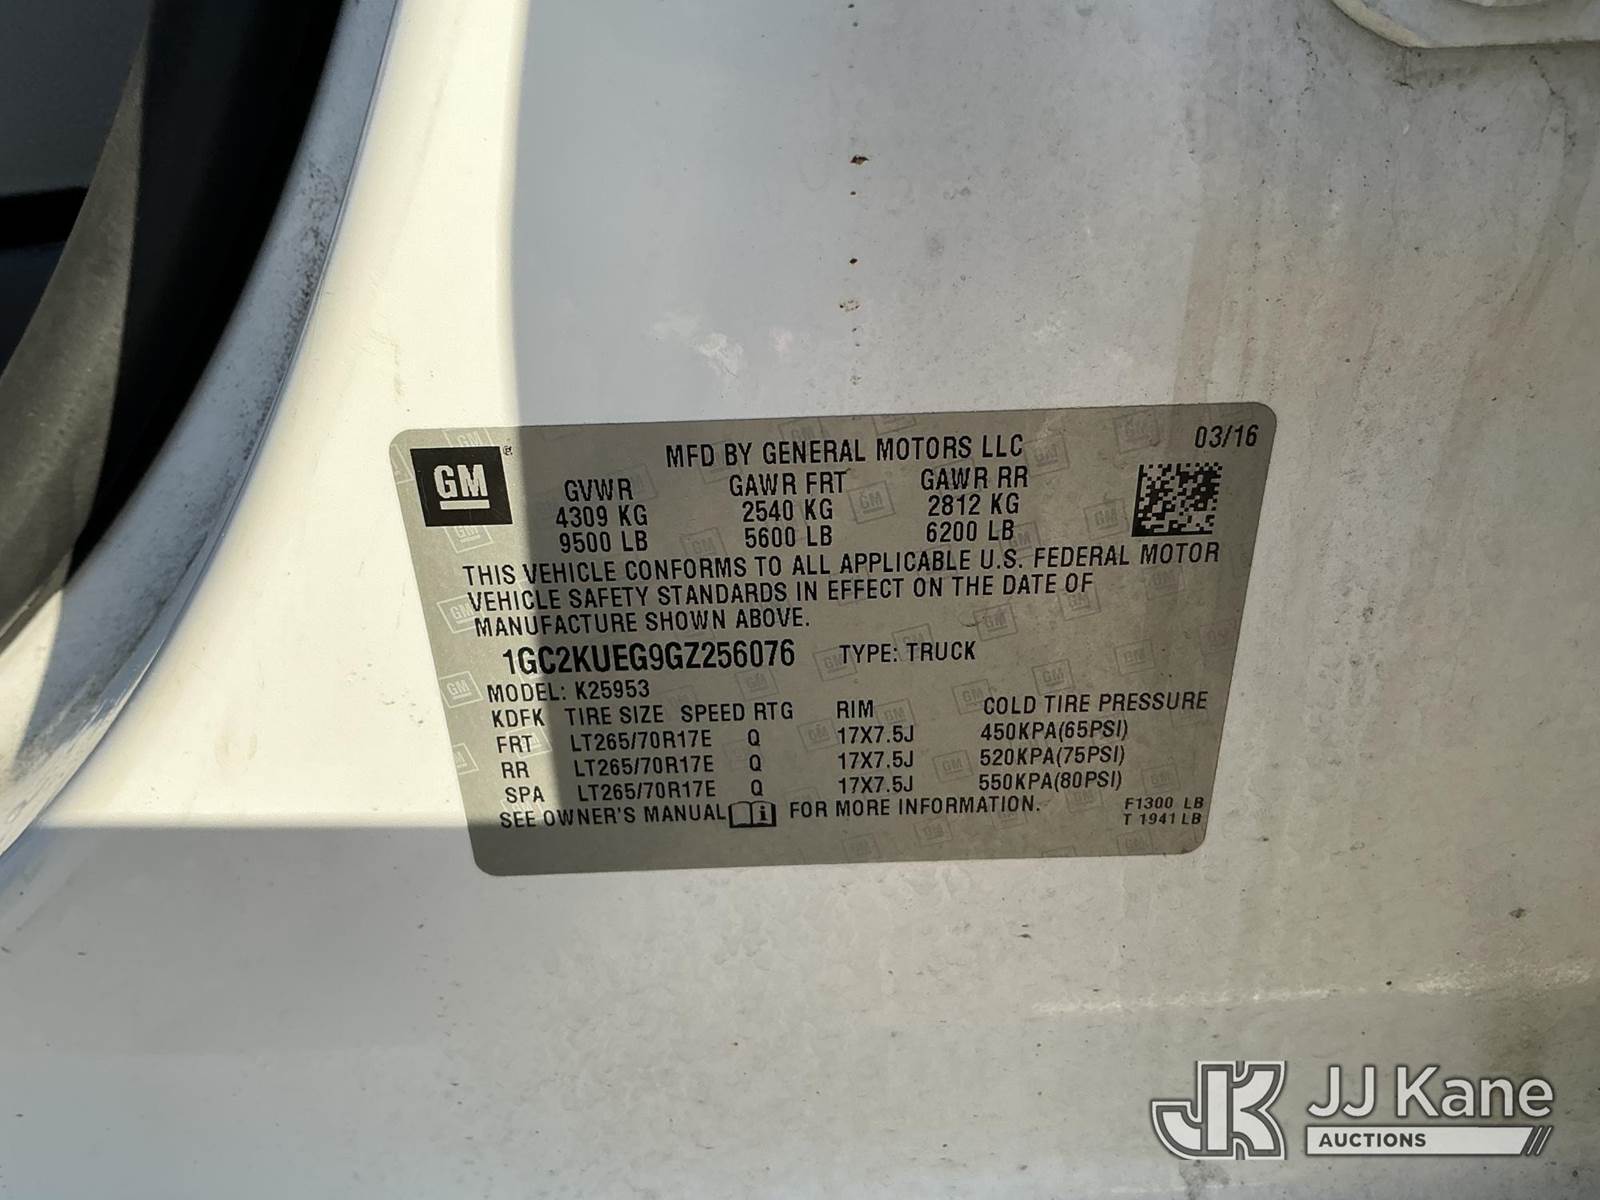 GM®
MFD BY GENERAL MOTORS LLC 03/16
GVWR GAWR FRT GAWR RR
4309 KG 2540 KG 2812 KG
9500 LB 5600 LB 6200 LB
THIS VEHICLE CONFORMS TO ALL APPLICABLE U.S. FEDERAL MOTOR
VEHICLE SAFETY STANDARDS IN EFFECT ON THE DATE OF
MANUFACTURE SHOWN ABOVE.
1GC2KUEG9GZ256076 TYPE: TRUCK
MODEL: K25953
KDFK TIRE SIZE SPEED RTG RIM COLD TIRE PRESSURE
FRT LT265/70R17E Q 17X7.5J 450KPA(65PSI)
RR LT265/70R17E Q 17X7.5J 520KPA(75PSI)
SPA LT265/70R17E Q 17X7.5J 550KPA(80PSI)
SEE OWNER'S MANUAL FOR MORE INFORMATION.
F1300 LB
T 1941 LB
JK JJ Kane
AUCTIONS